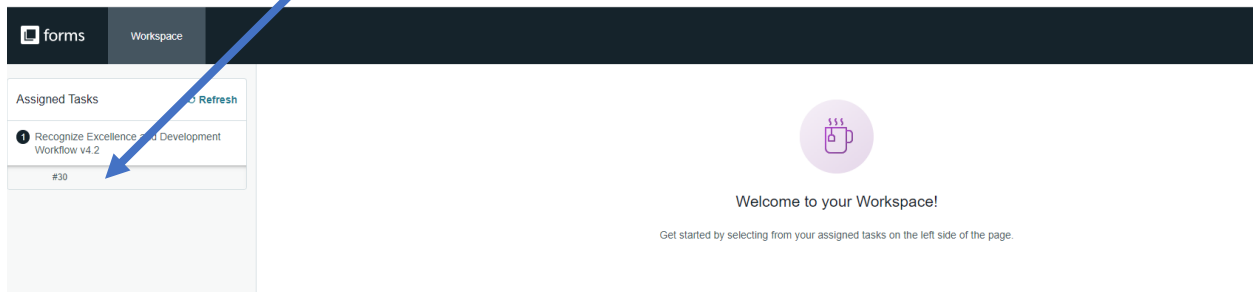 forms
Workspace
Assigned Tasks
Refresh
1 Recognize Excellence and Development
Workflow v4.2
#30
Welcome to your Workspace!
Get started by selecting from your assigned tasks on the left side of the page.